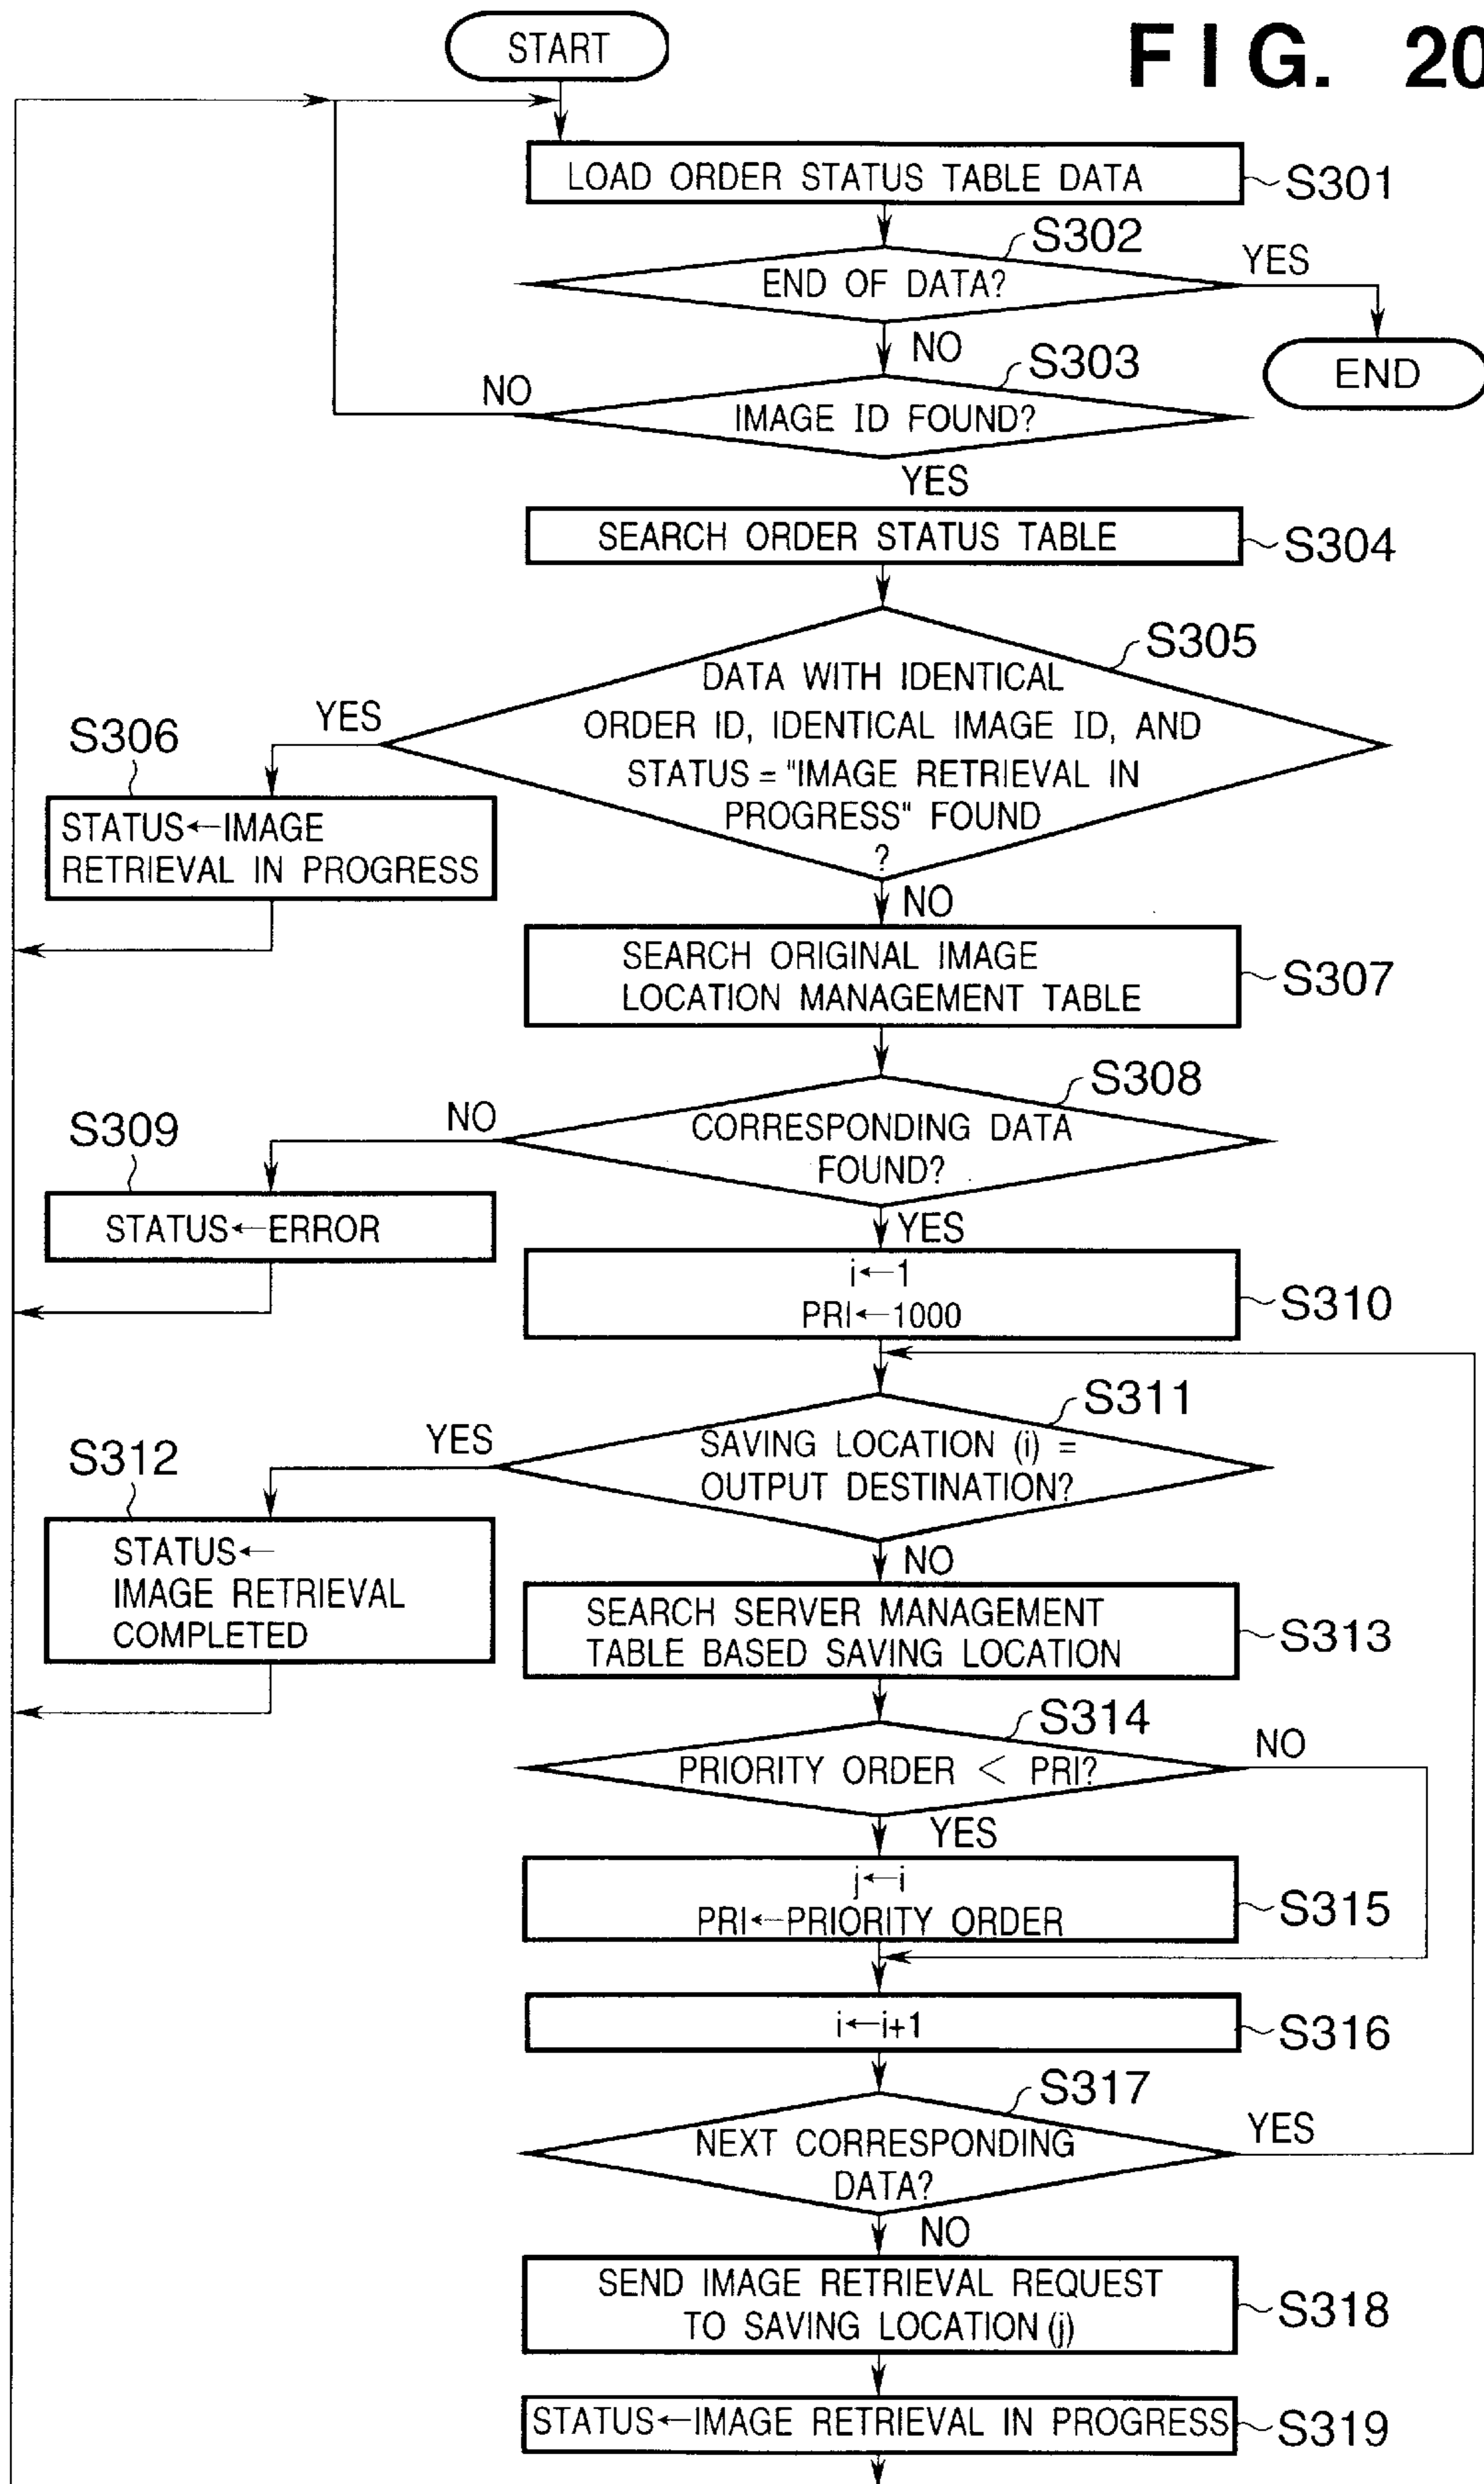 START
FIG. 20
LOAD ORDER STATUS TABLE DATA
S301
S302
END OF DATA?
YES
NO
END
S303
IMAGE ID FOUND?
NO
YES
SEARCH ORDER STATUS TABLE
S304
S305
DATA WITH IDENTICAL
ORDER ID, IDENTICAL IMAGE ID, AND
STATUS = "IMAGE RETRIEVAL IN
PROGRESS" FOUND
?
YES
S306
STATUS←IMAGE
RETRIEVAL IN PROGRESS
NO
SEARCH ORIGINAL IMAGE
LOCATION MANAGEMENT TABLE
S307
S308
CORRESPONDING DATA
FOUND?
NO
S309
STATUS←ERROR
YES
i←1
PRI←1000
S310
S311
SAVING LOCATION (i) =
OUTPUT DESTINATION?
YES
S312
STATUS←
IMAGE RETRIEVAL
COMPLETED
NO
SEARCH SERVER MANAGEMENT
TABLE BASED SAVING LOCATION
S313
S314
PRIORITY ORDER < PRI?
NO
YES
j←i
PRI←PRIORITY ORDER
S315
i←i+1
S316
S317
NEXT CORRESPONDING
DATA?
YES
NO
SEND IMAGE RETRIEVAL REQUEST
TO SAVING LOCATION (j)
S318
STATUS←IMAGE RETRIEVAL IN PROGRESS
S319